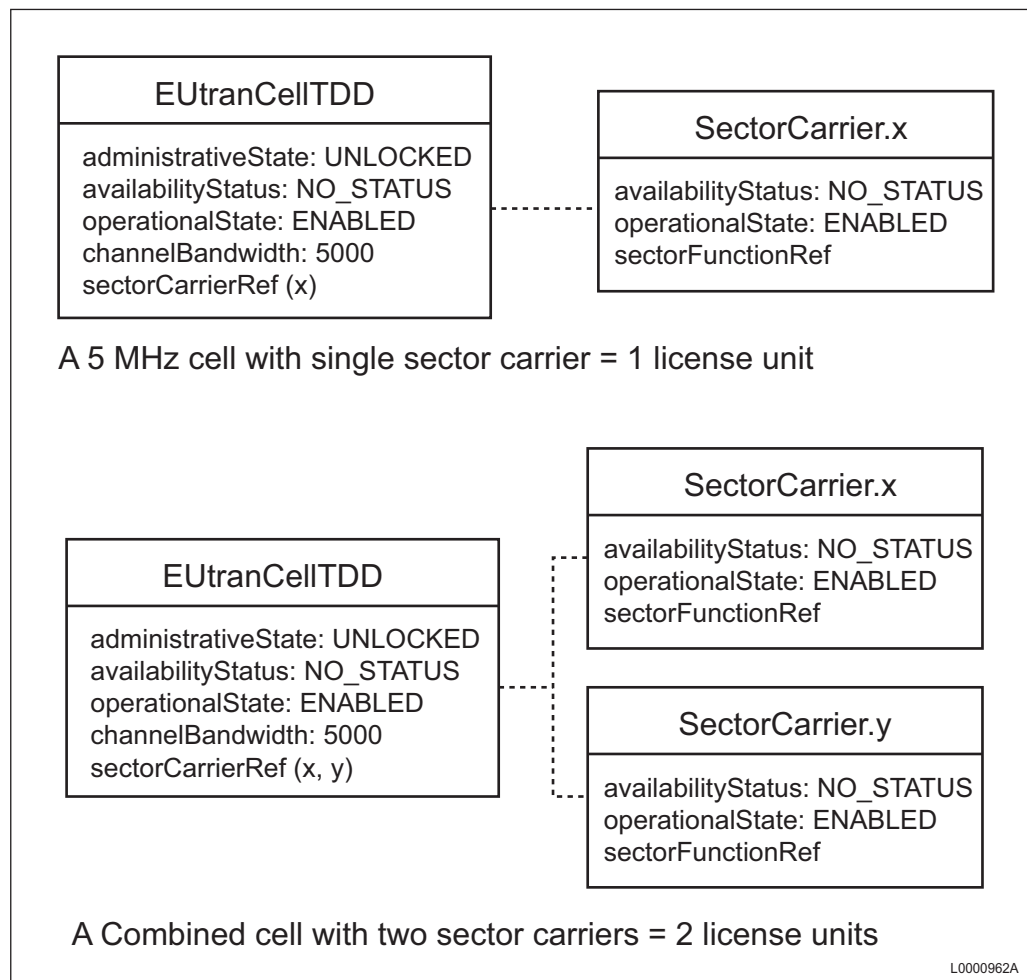 EUtranCellTDD
administrativeState: UNLOCKED
availabilityStatus: NO_STATUS
operationalState: ENABLED
channelBandwidth: 5000
sectorCarrierRef (x)
SectorCarrier.x
availabilityStatus: NO_STATUS
operationalState: ENABLED
sectorFunctionRef
A 5 MHz cell with single sector carrier = 1 license unit
EUtranCellTDD
administrativeState: UNLOCKED
availabilityStatus: NO_STATUS
operationalState: ENABLED
channelBandwidth: 5000
sectorCarrierRef (x, y)
SectorCarrier.x
availabilityStatus: NO_STATUS
operationalState: ENABLED
sectorFunctionRef
SectorCarrier.y
availabilityStatus: NO_STATUS
operationalState: ENABLED
sectorFunctionRef
A Combined cell with two sector carriers = 2 license units
L0000962A